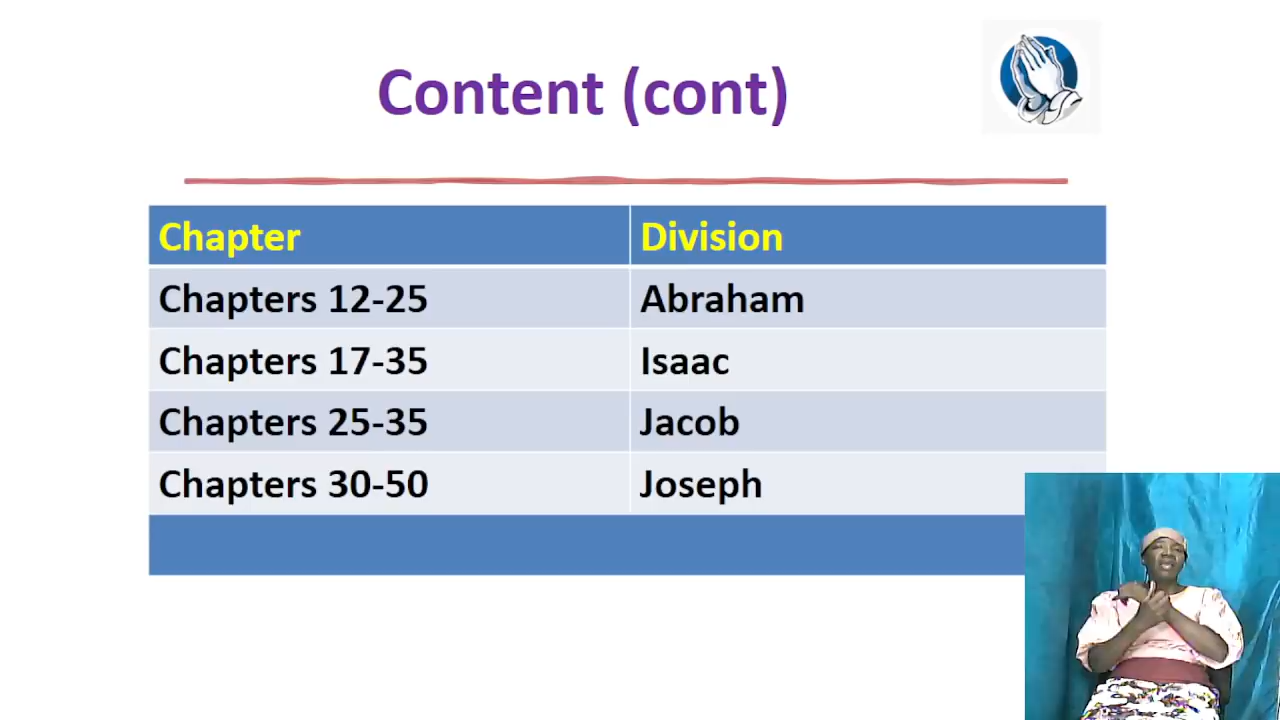 Content (cont)
Chapter Division
Chapters 12-25 Abraham
Chapters 17-35 Isaac
Chapters 25-35 Jacob
Chapters 30-50 Joseph